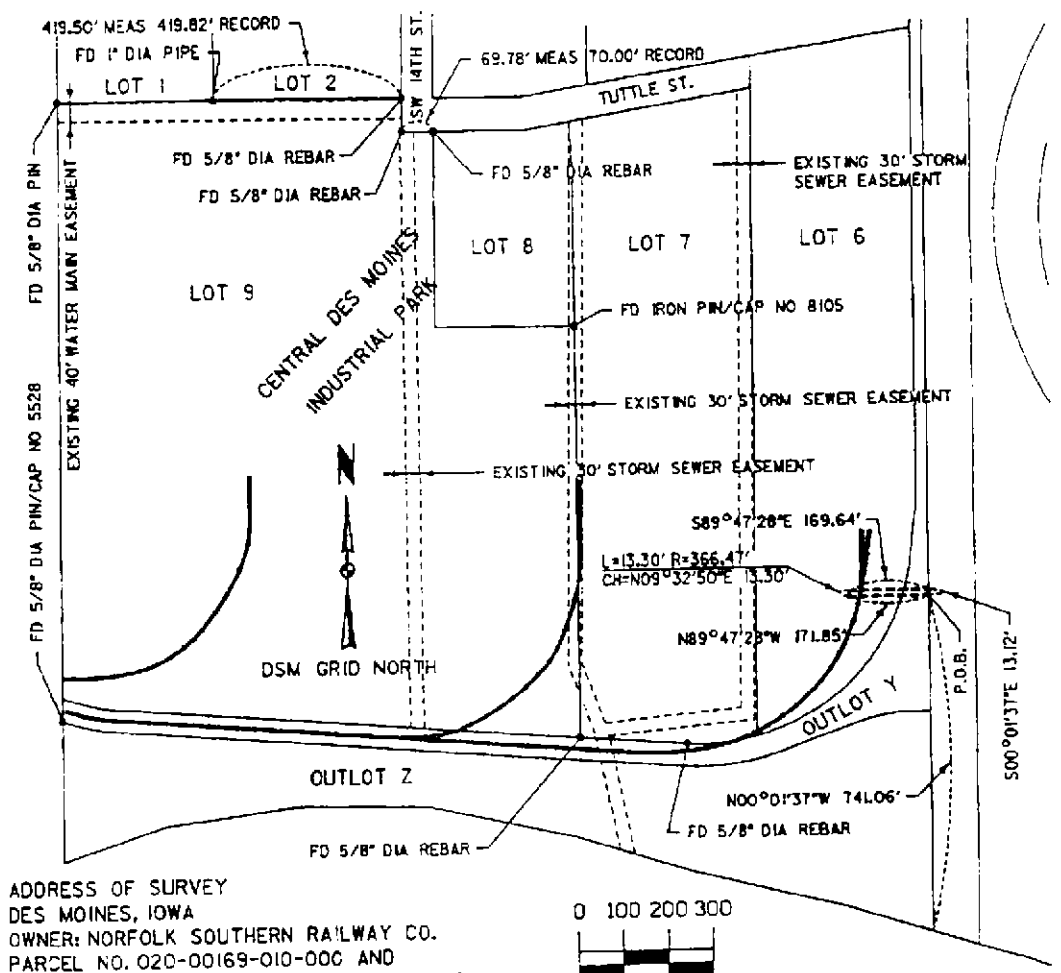 419.50' MEAS 419.82' RECORD
FD 1" DIA PIPE
LOT 1
LOT 2
SW 14TH ST.
69.78' MEAS 70.00' RECORD
TUTTLE ST.
FD 5/8" DIA REBAR
FD 5/8" DIA REBAR
FD 5/8" DIA REBAR
EXISTING 30' STORM
SEWER EASEMENT
FD 5/8" DIA PIN
EXISTING 40' WATER MAIN EASEMENT
LOT 9
CENTRAL DES MOINES
INDUSTRIAL PARK
LOT 8
LOT 7
LOT 6
FD IRON PIN/CAP NO 8105
EXISTING 30' STORM SEWER EASEMENT
EXISTING 30' STORM SEWER EASEMENT
FD 5/8" DIA PIN/CAP NO 5528
N
DSM GRID NORTH
S89°47'28"E 169.64'
L=13.30' R=366.47'
CH=N09°32'50"E 13.30'
N89°47'28"W 171.85'
P.O.B.
S00°01'37"E 13.12'
OUTLOT Y
OUTLOT Z
N00°01'37"W 741.06'
FD 5/8" DIA REBAR
FD 5/8" DIA REBAR
ADDRESS OF SURVEY
DES MOINES, IOWA
OWNER: NORFOLK SOUTHERN RAILWAY CO.
PARCEL NO. 020-00169-010-000 AND
0 100 200 300